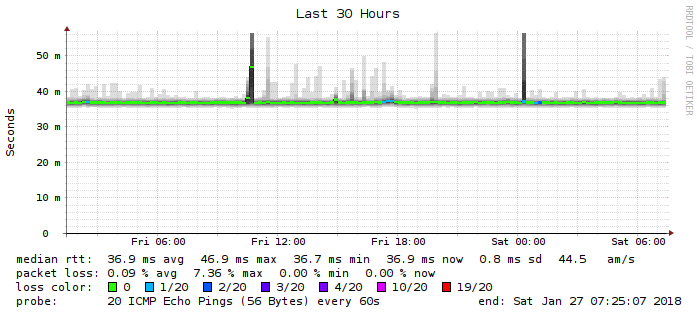 Last 30 Hours
RRDTOOL / TOBI OETIKER
Seconds
50 m
40 m
30 m
20 m
10 m
0
Fri 06:00 Fri 12:00 Fri 18:00 Sat 00:00 Sat 06:00
median rtt: 36.9 ms avg 46.9 ms max 36.7 ms min 36.9 ms now 0.8 ms sd 44.5 am/s
packet loss: 0.09 % avg 7.36 % max 0.00 % min 0.00 % now
loss color: 0 1/20 2/20 3/20 4/20 10/20 19/20
probe: 20 ICMP Echo Pings (56 Bytes) every 60s end: Sat Jan 27 07:25:07 2018